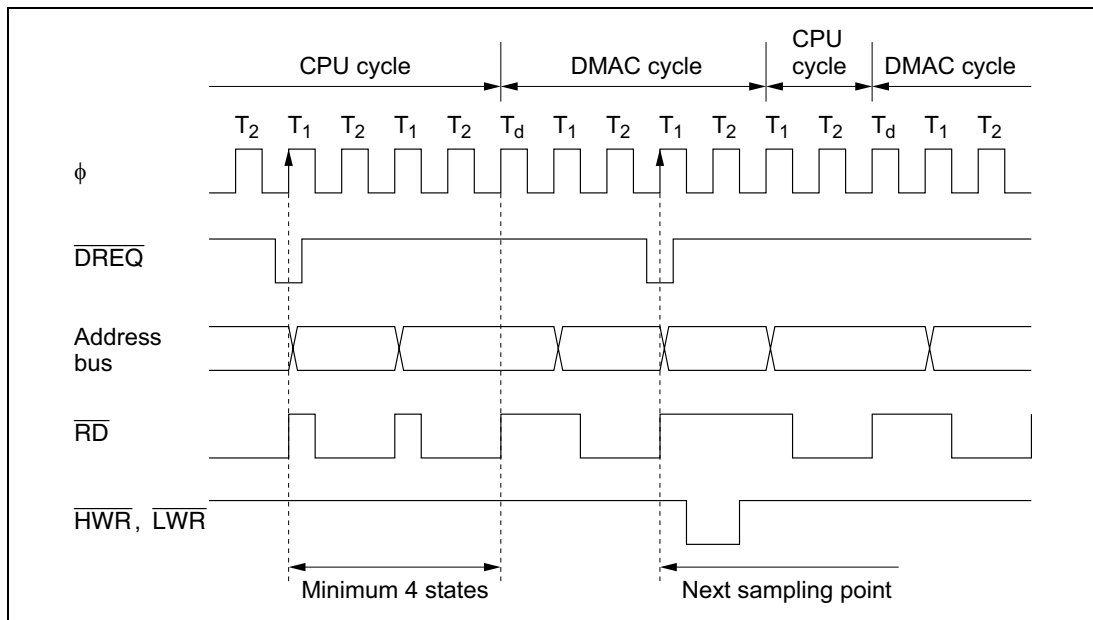 CPU cycle DMAC cycle CPU cycle DMAC cycle
T2 T1 T2 T1 T2 Td T1 T2 T1 T2 T1 T2 Td T1 T2
ϕ
DREQ
Address
bus
RD
HWR, LWR
Minimum 4 states Next sampling point